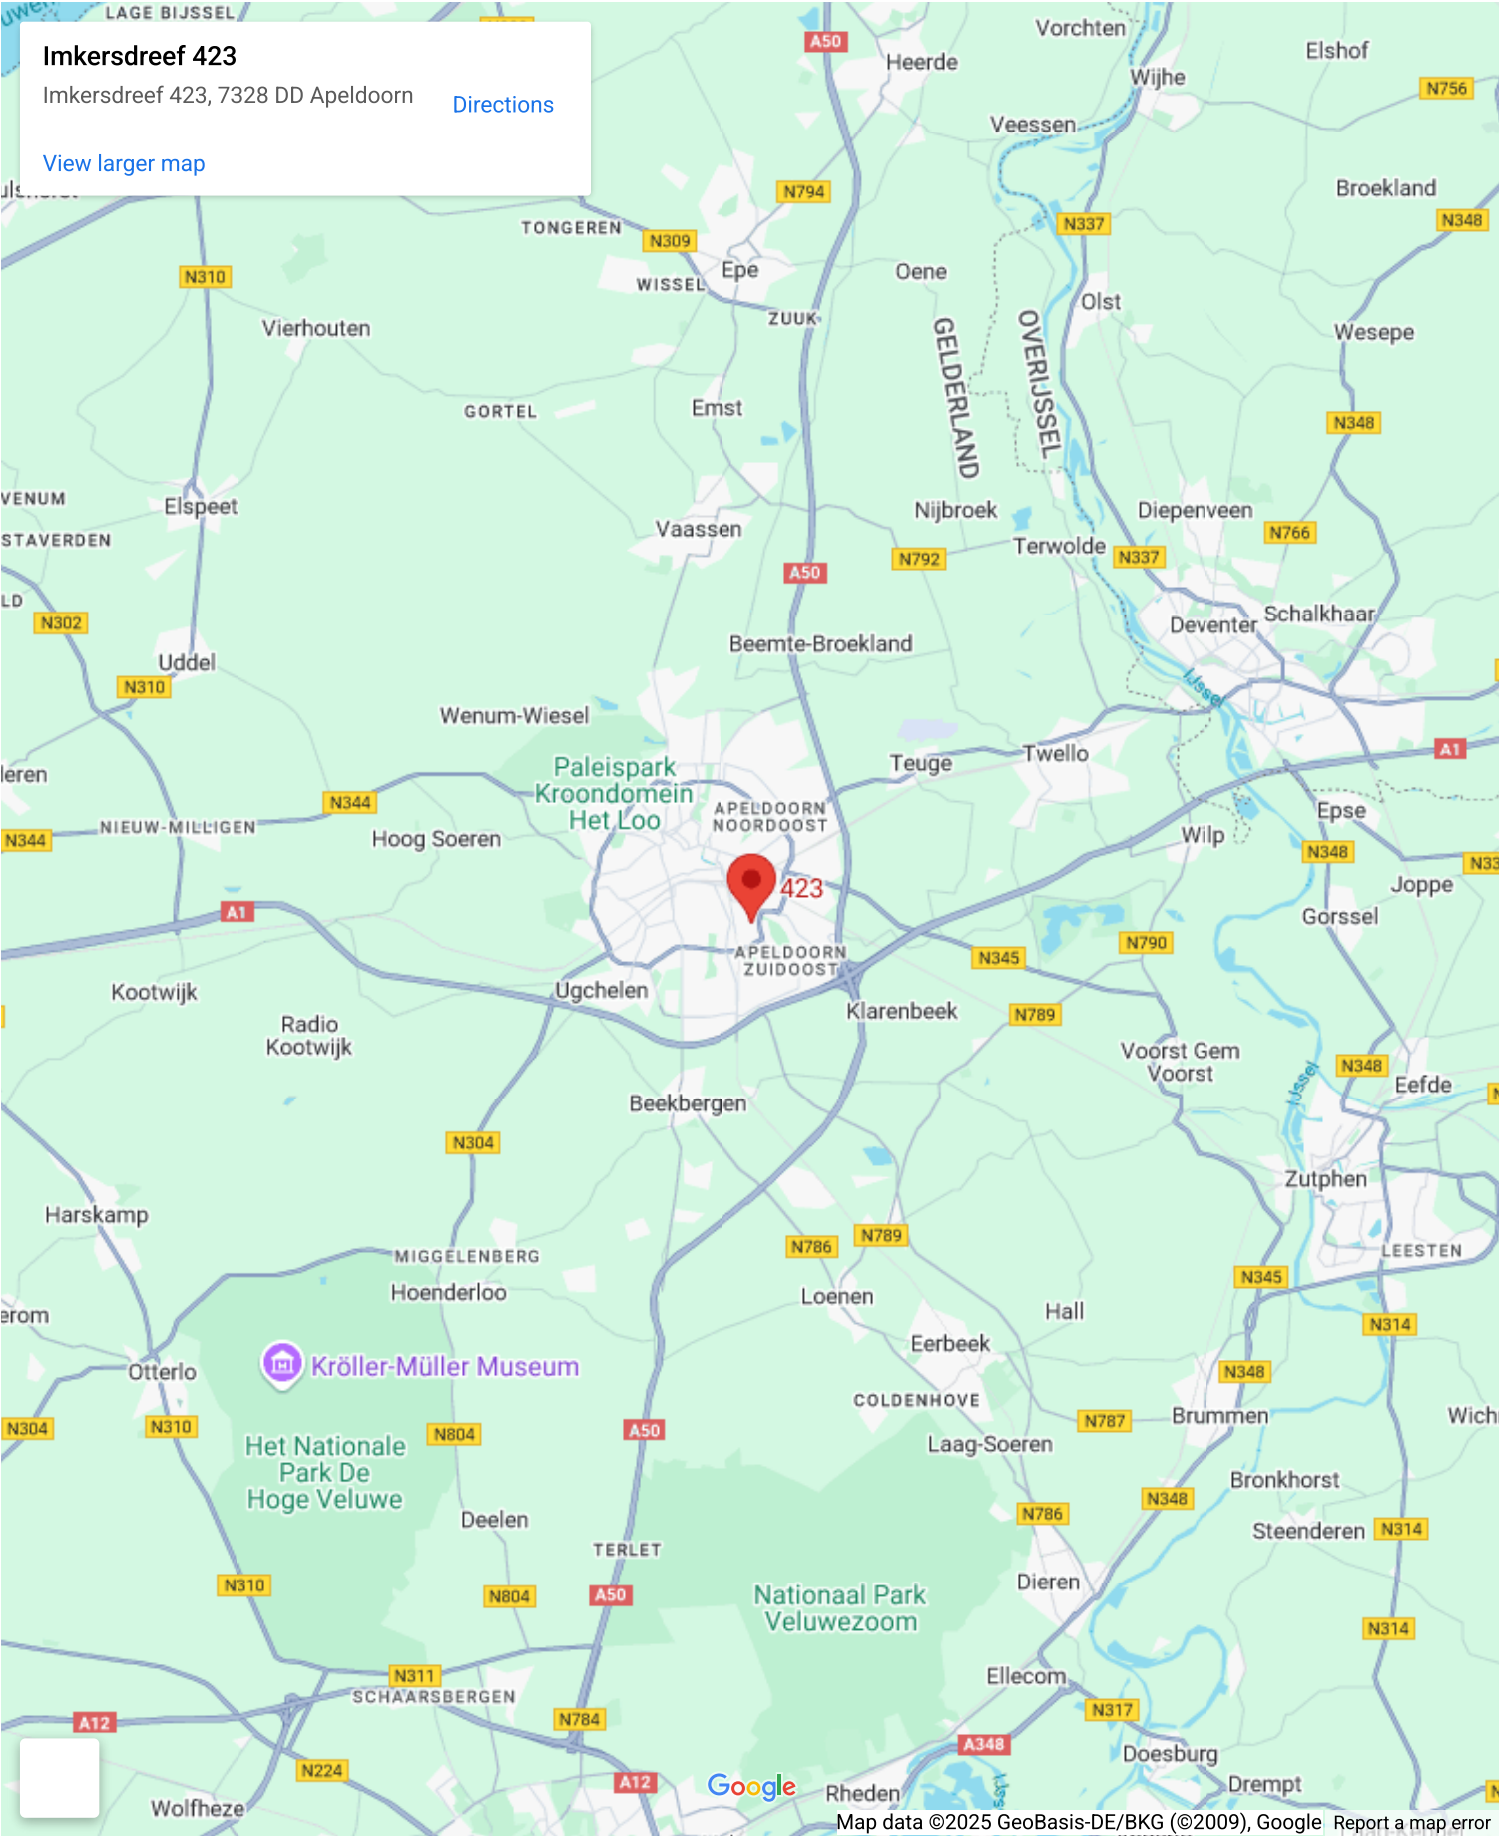 LAGE BIJSSEL
Imkersdreef 423
Imkersdreef 423, 7328 DD Apeldoorn
Directions
View larger map
A50
Heerde
Vorchten
Elshof
Wijhe
N756
Veessen
N794
Broekland
N348
N337
TONGEREN
N309
Epe
WISSEL
Oene
N310
ZUUK
Olst
Vierhouten
Wesepe
GELDERLAND
OVERIJSSEL
GORTEL
Emst
N348
VENUM
Elspeet
Nijbroek
Diepenveen
STAVERDEN
Vaassen
Terwolde
N337
N766
N792
A50
LD
N302
Schalkhaar
Deventer
Beemte-Broekland
Uddel
N310
IJssel
Wenum-Wiesel
A1
Paleispark
Kroondomein
Het Loo
Teuge
Twello
leren
N344
APELDOORN
NOORDOOST
Epse
NIEUW-MILLIGEN
N344
Hoog Soeren
Wilp
N348
N33
423
Joppe
A1
Gorssel
APELDOORN
ZUIDOOST
N790
N345
Kootwijk
Ugchelen
Klarenbeek
N789
Radio
Kootwijk
Voorst Gem
Voorst
N348
IJssel
Eefde
Beekbergen
N304
Zutphen
Harskamp
N789
N786
LEESTEN
MIGGELENBERG
N345
Hoenderloo
Loenen
erom
Hall
N314
Eerbeek
Kröller-Müller Museum
Otterlo
N348
COLDENHOVE
N304
N310
N804
A50
N787
Brummen
Wich
Het Nationale
Park De
Hoge Veluwe
Laag-Soeren
Bronkhorst
N348
N786
Deelen
Steenderen
N314
TERLET
Dieren
N310
N804
A50
Nationaal Park
Veluwezoom
N314
N311
Ellecom
SCHAARSBERGEN
N317
A12
N784
A348
Doesburg
N224
A12
Google
Rheden
Drempt
Wolfheze
Map data ©2025 GeoBasis-DE/BKG (©2009), Google
Report a map error